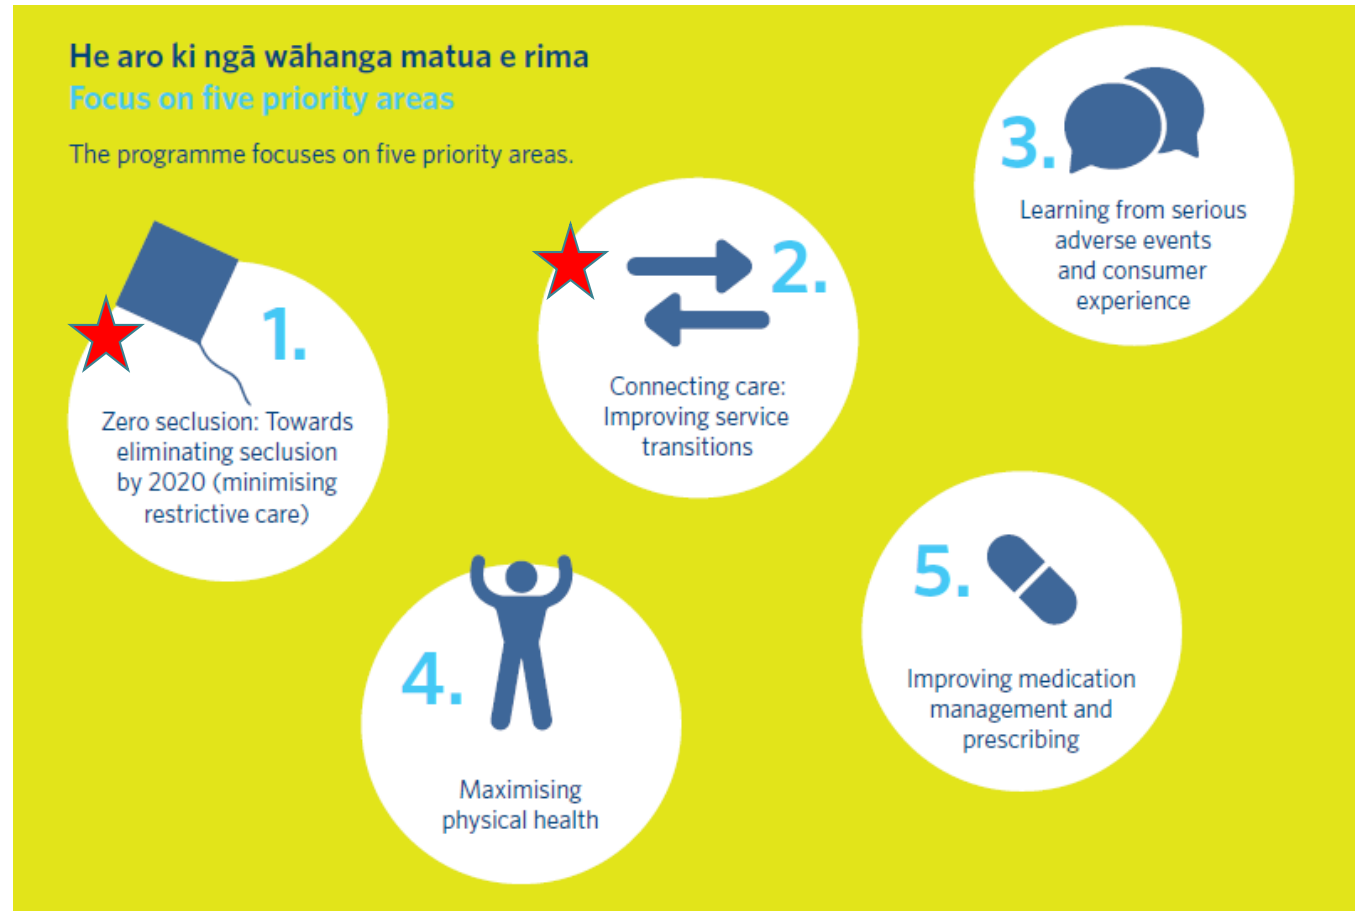 He aro ki ngā wāhanga matua e rima
Focus on five priority areas
The programme focuses on five priority areas.
1.
Zero seclusion: Towards
eliminating seclusion
by 2020 (minimising
restrictive care)
2.
Connecting care:
Improving service
transitions
3.
Learning from serious
adverse events
and consumer
experience
4.
Maximising
physical health
5.
Improving medication
management and
prescribing